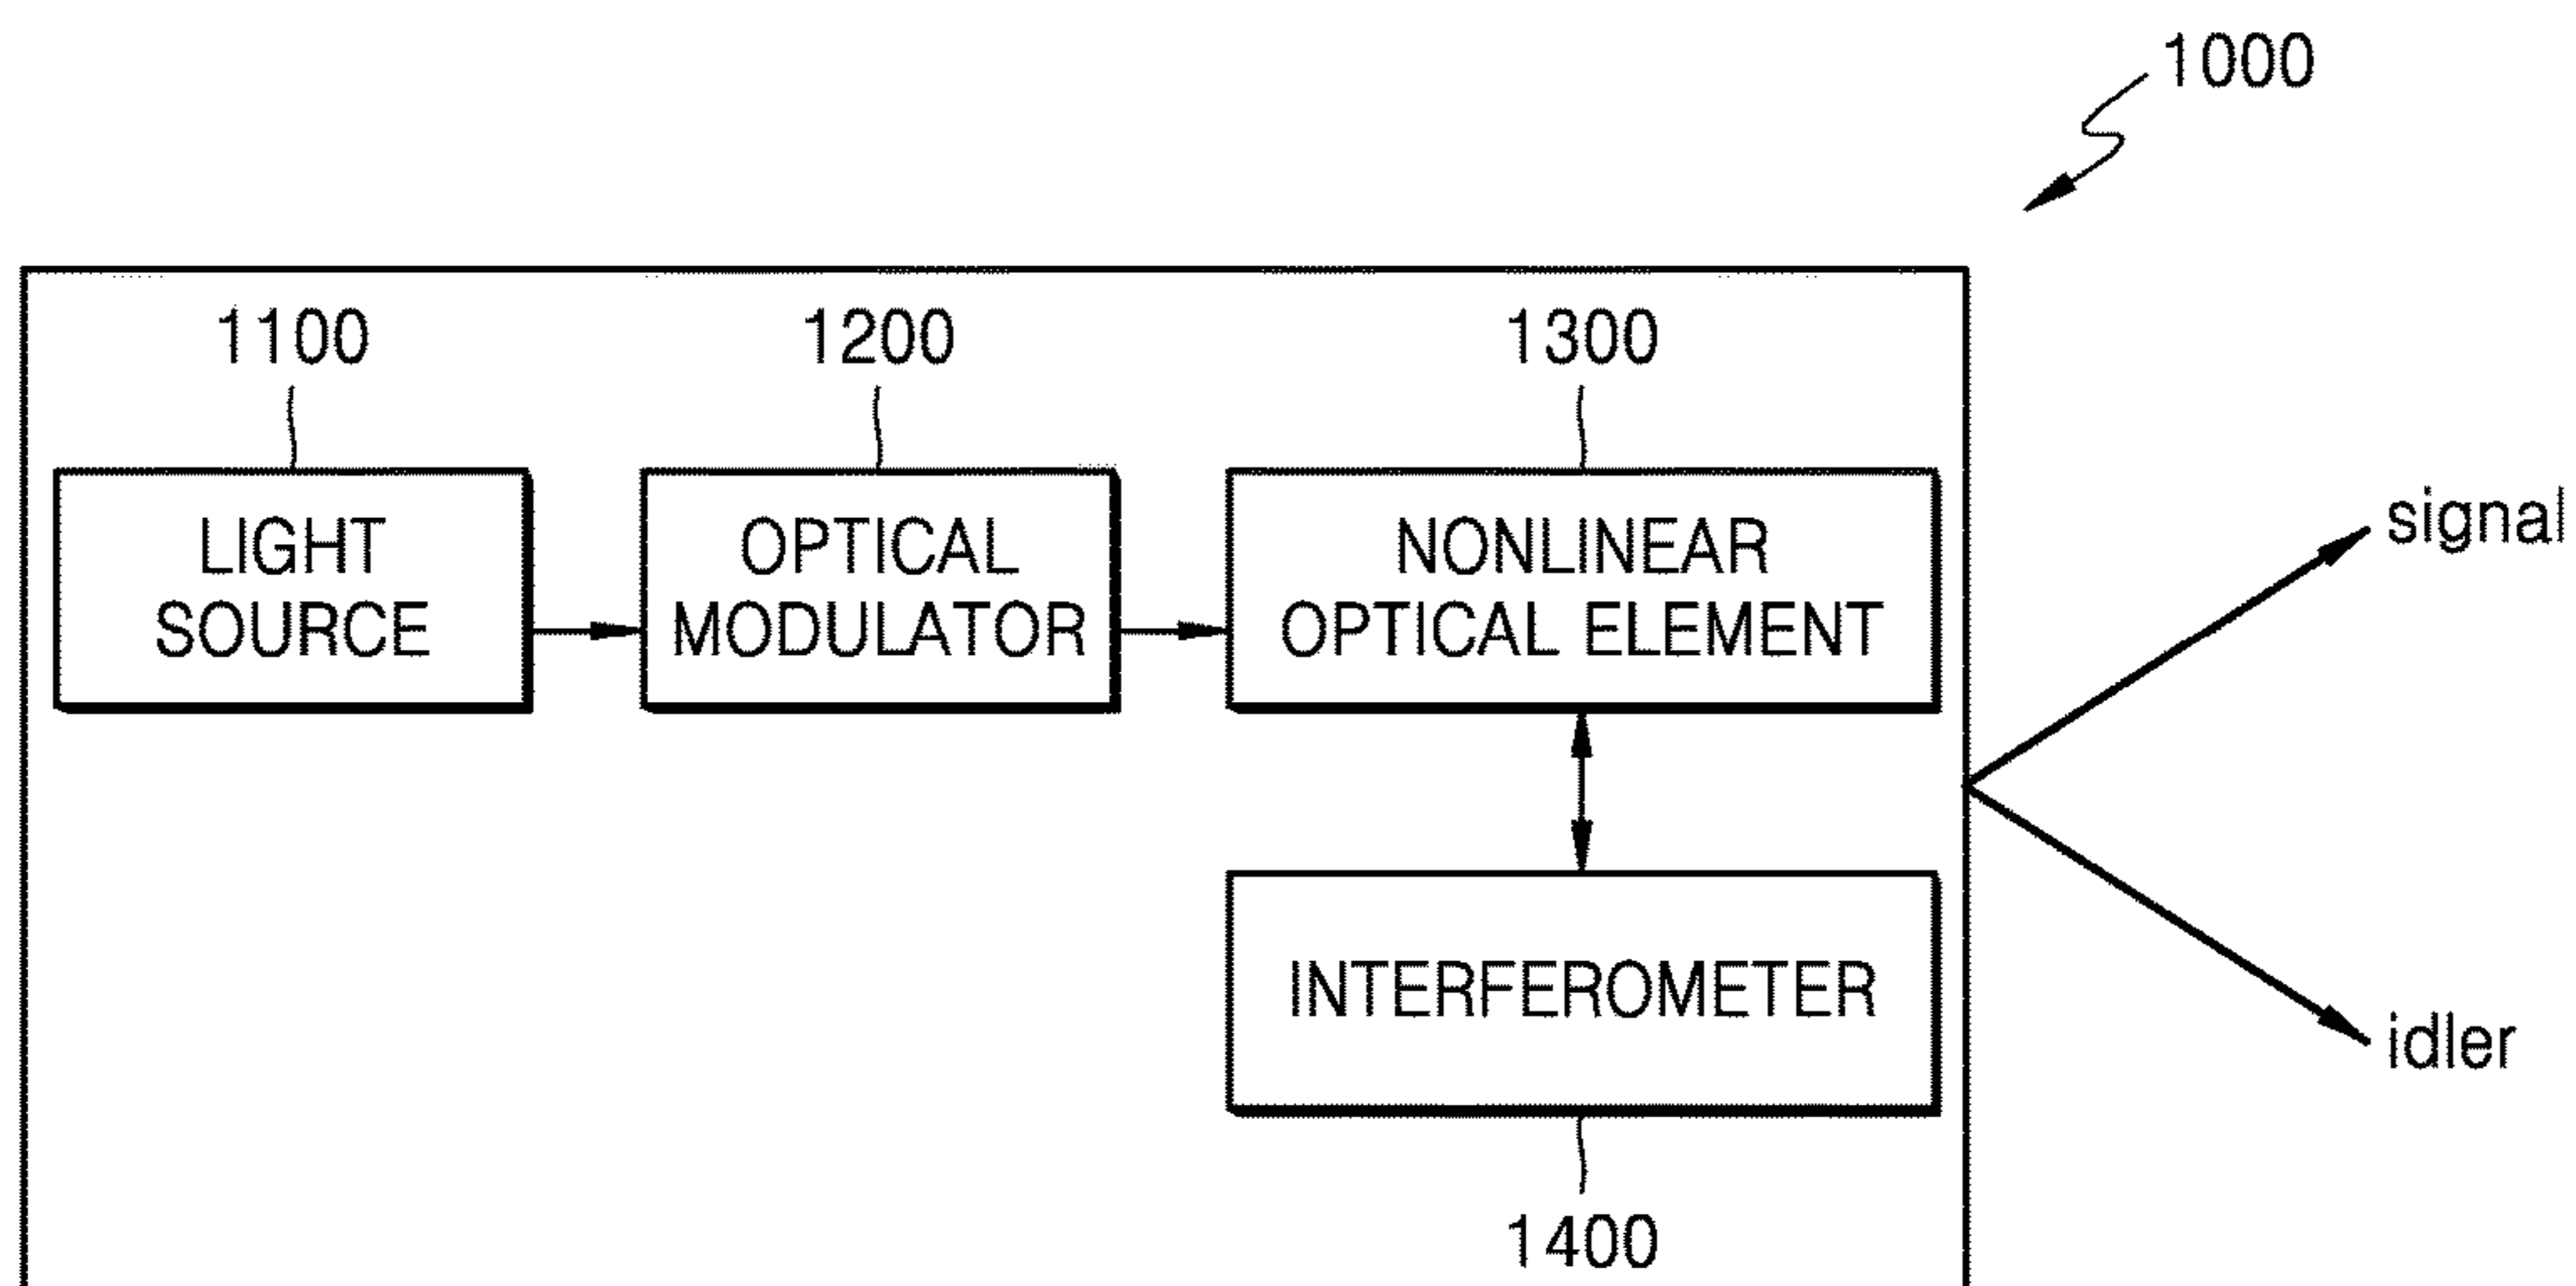 1000
1100
1200
1300
LIGHT
SOURCE
OPTICAL
MODULATOR
NONLINEAR
OPTICAL ELEMENT
signal
INTERFEROMETER
idler
1400